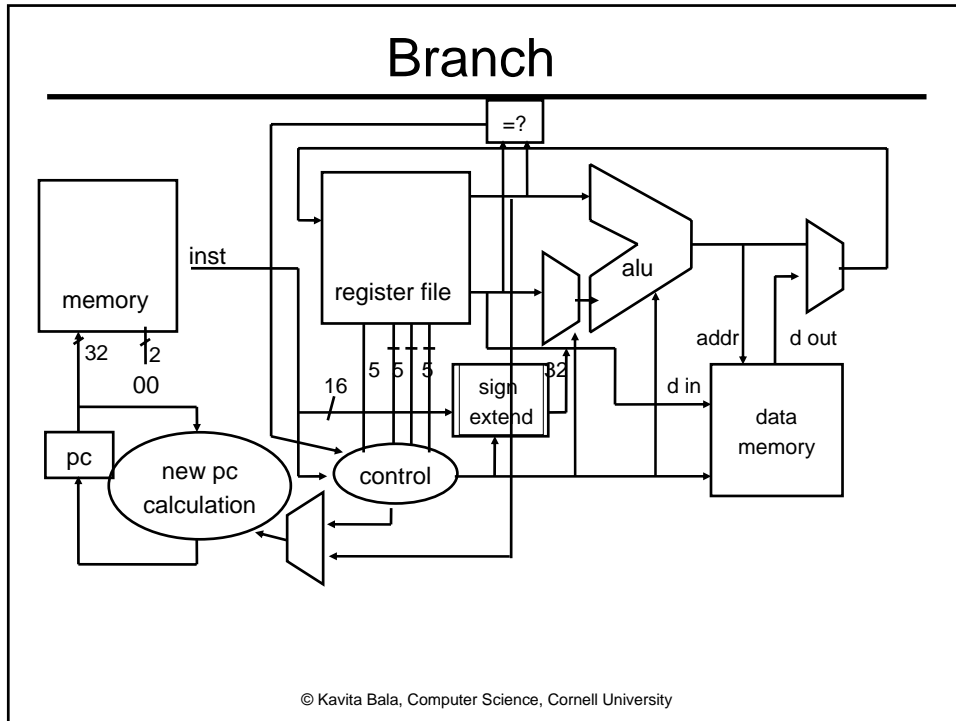 Branch
=?
inst
memory
register file
alu
32
2
00
5
5
5
16
32
sign
extend
addr
d out
d in
data
memory
pc
new pc
calculation
control
© Kavita Bala, Computer Science, Cornell University